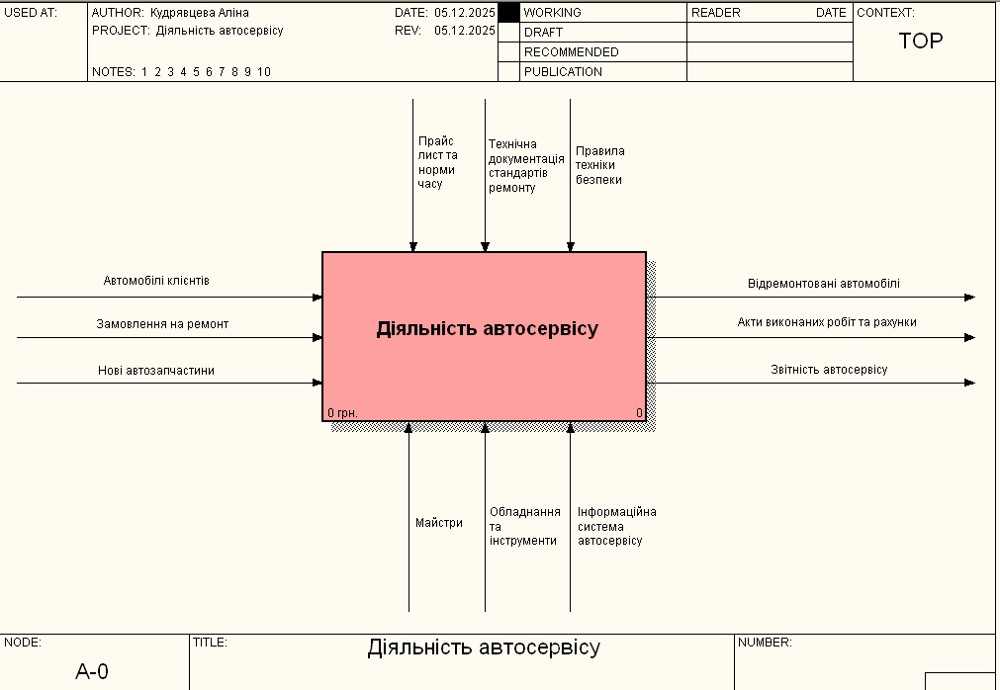 USED AT:
AUTHOR: Кудрявцева Аліна
DATE: 05.12.2025
PROJECT: Діяльність автосервісу
REV: 05.12.2025
NOTES: 1 2 3 4 5 6 7 8 9 10
WORKING
DRAFT
RECOMMENDED
PUBLICATION
READER
DATE
CONTEXT:
TOP
Прайс
лист та
норми
часу
Технічна
документація
стандартів
ремонту
Правила
техніки
безпеки
Автомобілі клієнтів
Замовлення на ремонт
Нові автозапчастини
Діяльність автосервісу
0 грн.
0
Відремонтовані автомобілі
Акти виконаних робіт та рахунки
Звітність автосервісу
Майстри
Обладнання
та
інструменти
Інформаційна
система
автосервісу
NODE:
A-0
TITLE:
Діяльність автосервісу
NUMBER: